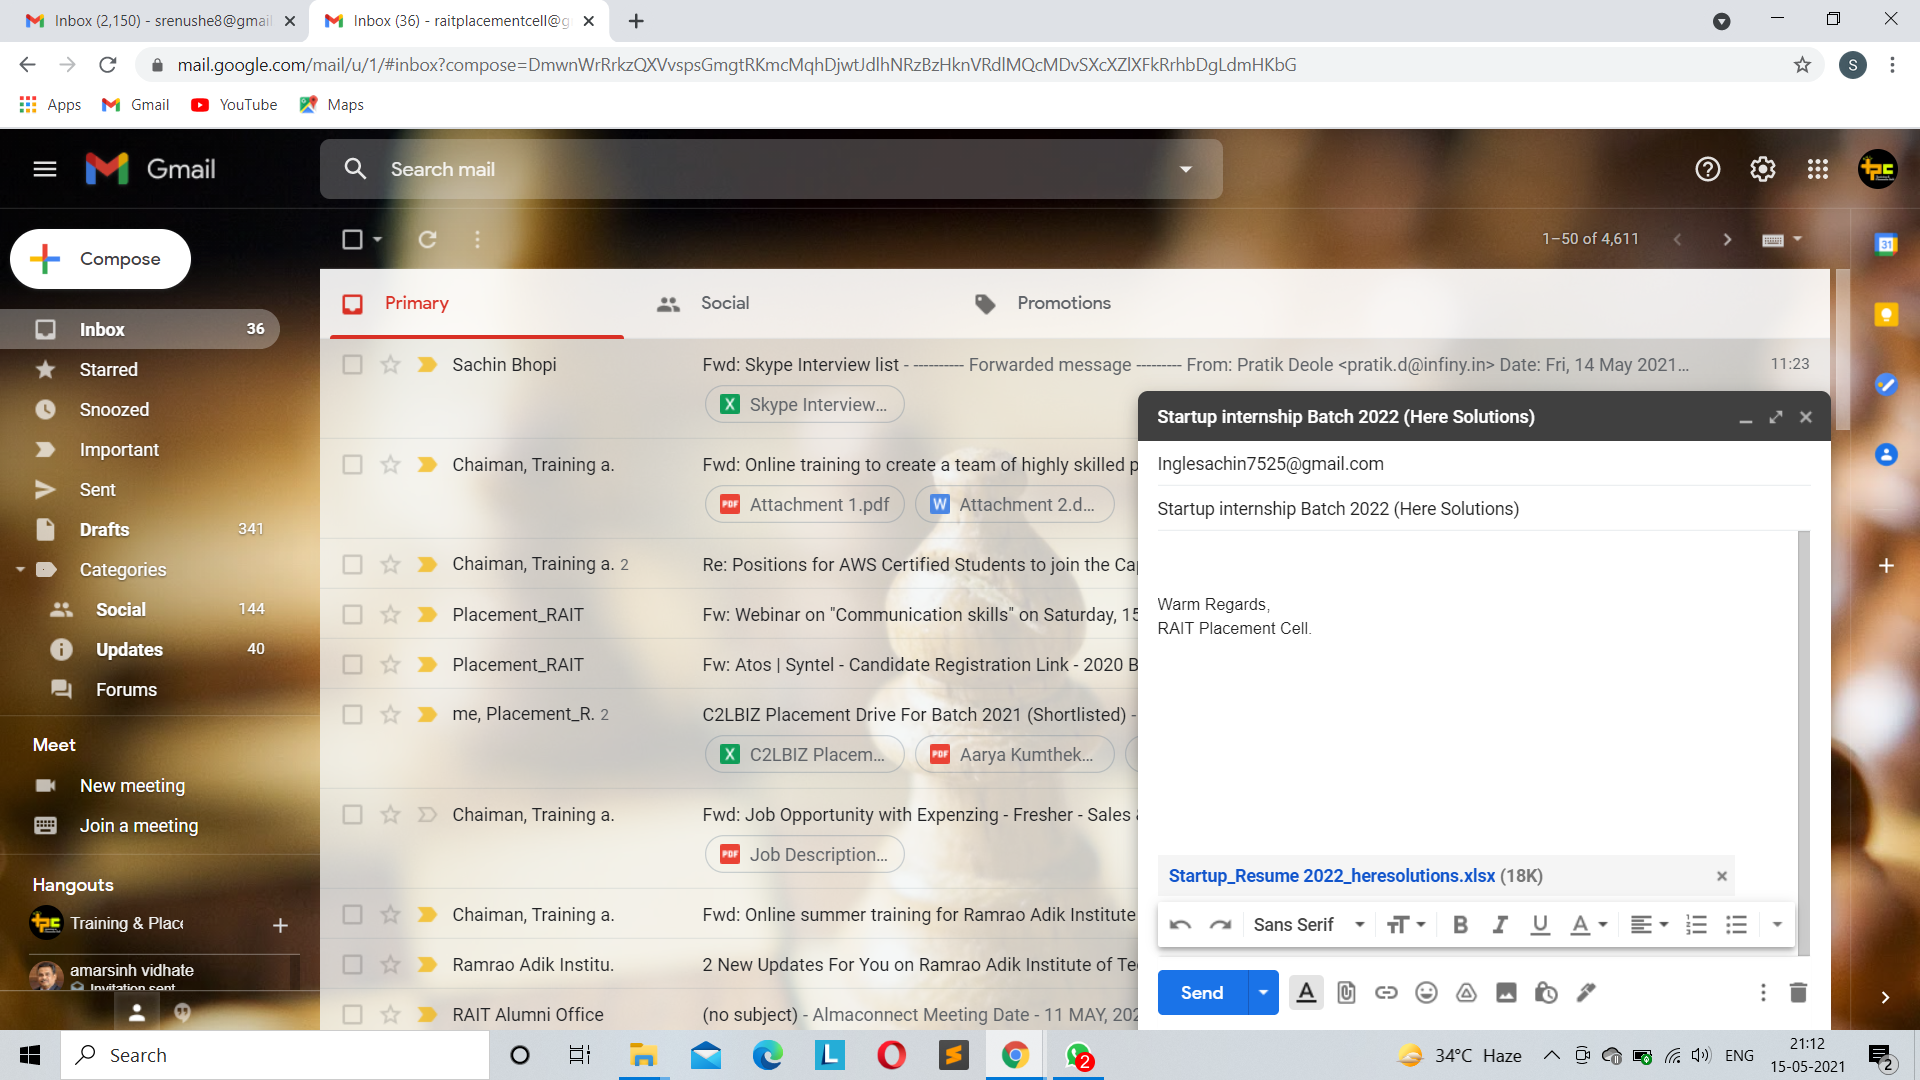 Inbox (2,150) - srenushe8@gmail
Inbox (36) - raitplacementcell@g
mail.google.com/mail/u/1/#inbox?compose=DmwnWrRrkzQXVvspsGmgtRKmcMqhDjwtJdlhNRzBzHknVRdlMQcMDvSXcXZlXFkRrhbDgLdmHKbG
S
Apps
Gmail
YouTube
Maps
Gmail
Search mail
tpc
Compose
1–50 of 4,611
31
Primary
Social
Promotions
Inbox 36
Starred
Snoozed
Important
Sent
Drafts 341
Categories
Social 144
Updates 40
Forums
Meet
New meeting
Join a meeting
Hangouts
Training & Place
amarsinh vidhate
Invitation sent
Sachin Bhopi Fwd: Skype Interview list - ---------- Forwarded message --------- From: Pratik Deole <pratik.d@infiny.in> Date: Fri, 14 May 2021... 11:23
X Skype Interview...
Chaiman, Training a. Fwd: Online training to create a team of highly skilled p
PDF Attachment 1.pdf
W Attachment 2.d...
Chaiman, Training a. 2 Re: Positions for AWS Certified Students to join the Ca
Placement_RAIT Fw: Webinar on "Communication skills" on Saturday, 15
Placement_RAIT Fw: Atos | Syntel - Candidate Registration Link - 2020 B
me, Placement_R. 2 C2LBIZ Placement Drive For Batch 2021 (Shortlisted) -
X C2LBIZ Placem...
PDF Aarya Kumthek...
Chaiman, Training a. Fwd: Job Opportunity with Expenzing - Fresher - Sales
PDF Job Description...
Chaiman, Training a. Fwd: Online summer training for Ramrao Adik Institute
Ramrao Adik Institu. 2 New Updates For You on Ramrao Adik Institute of Te
RAIT Alumni Office (no subject) - Almaconnect Meeting Date - 11 MAY, 202
Startup internship Batch 2022 (Here Solutions)
Inglesachin7525@gmail.com
Startup internship Batch 2022 (Here Solutions)
Warm Regards,
RAIT Placement Cell.
Startup_Resume 2022_heresolutions.xlsx (18K)
Sans Serif
B I U A
Send
A
Search
L
S
2
34°C Haze
ENG
21:12
15-05-2021
2